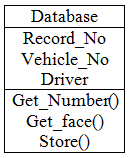 Database
Record_No
Vehicle_No
Driver
Get_Number()
Get_face()
Store()